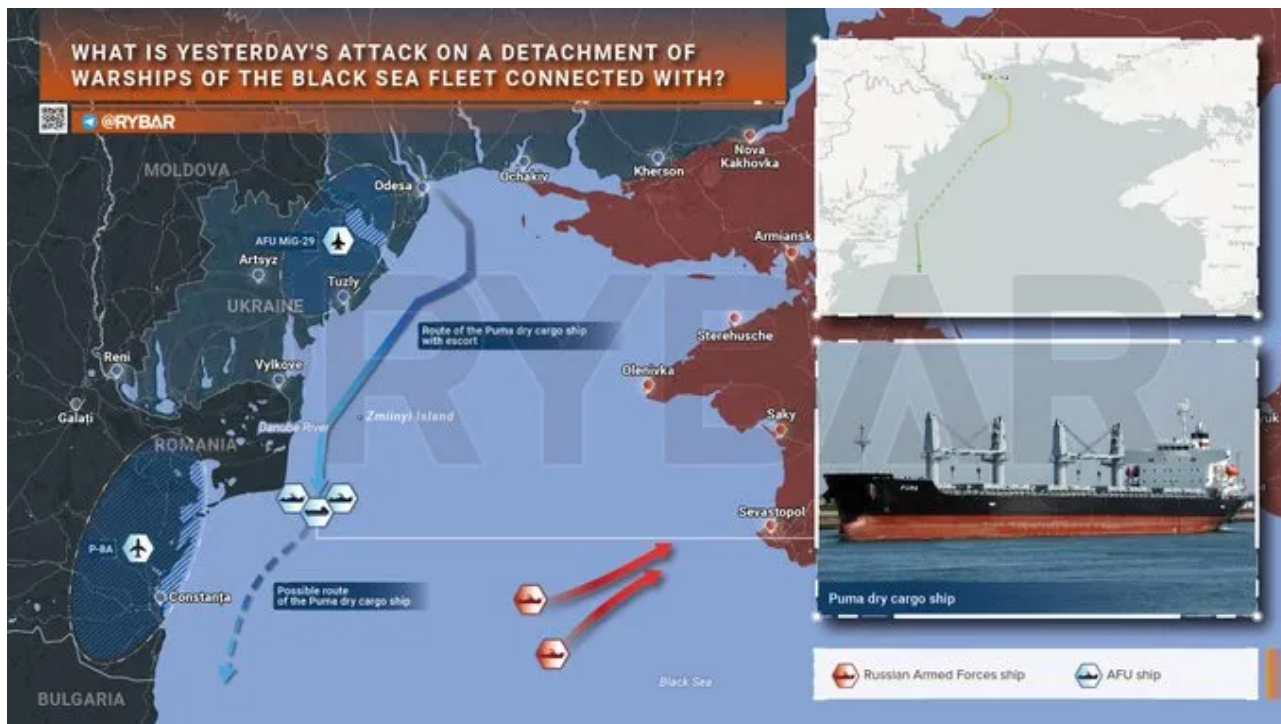 WHAT IS YESTERDAY'S ATTACK ON A DETACHMENT OF
WARSHIPS OF THE BLACK SEA FLEET CONNECTED WITH?
@RYBAR
MOLDOVA
Odesa
Ochakiv
Kherson
Nova
Kakhovka
AFU MiG-29
Artsyz
Armiansk
Tuzly
UKRAINE
Route of the Puma dry cargo ship
with escort
Sterehusche
Reni
Vylkove
Olenivka
Galați
Zmiinyi Island
Saky
Danube River
ROMANIA
RYBAR
Sevastopol
P-8A
Constanța
Possible route
of the Puma dry cargo ship
Black Sea
BULGARIA
PUMA
Puma dry cargo ship
Russian Armed Forces ship
AFU ship